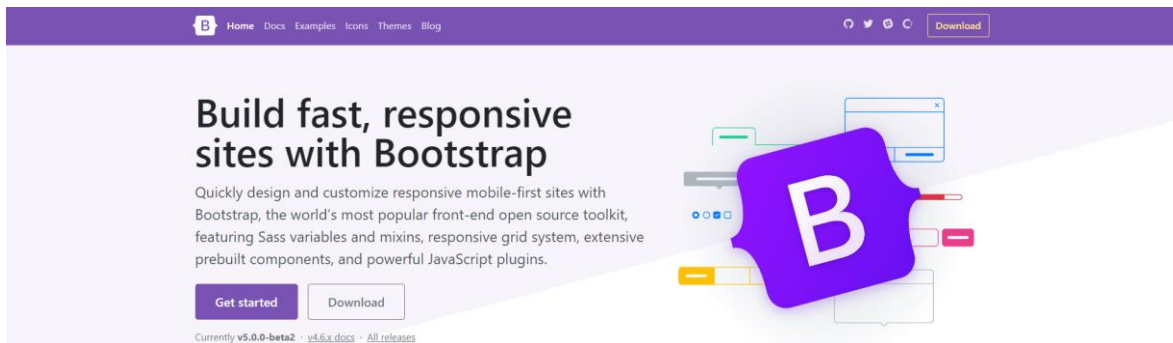 B Home Docs Examples Icons Themes Blog Download
Build fast, responsive
sites with Bootstrap
Quickly design and customize responsive mobile-first sites with
Bootstrap, the world's most popular front-end open source toolkit,
featuring Sass variables and mixins, responsive grid system, extensive
prebuilt components, and powerful JavaScript plugins.
Get started Download
Currently v5.0.0-beta2 · v4.6.x docs · All releases
B